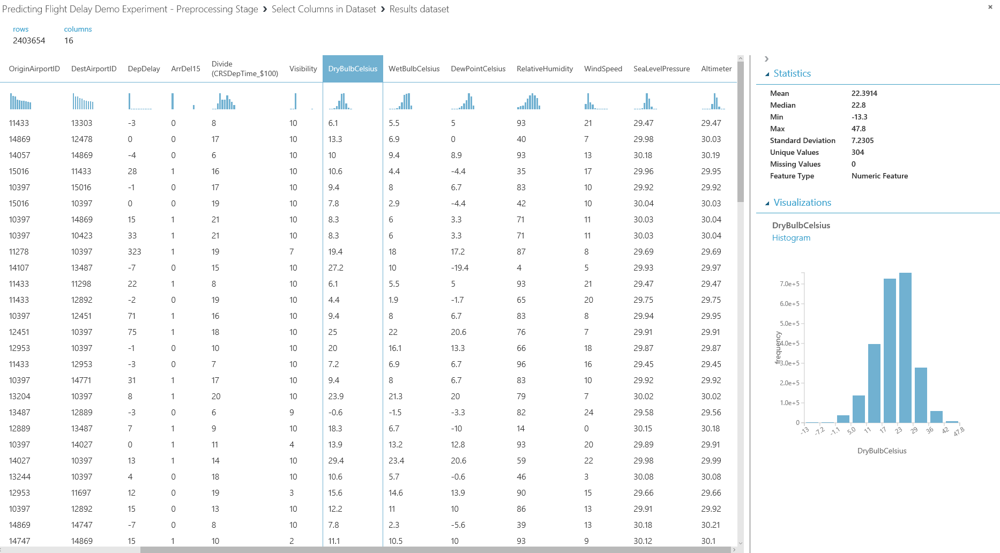 Predicting Flight Delay Demo Experiment - Preprocessing Stage › Select Columns in Dataset › Results dataset ×
rows columns
2403654 16
OriginAirportID DestAirportID DepDelay ArrDel15 Divide (CRSDepTime_$100) Visibility DryBulbCelsius WetBulbCelsius DewPointCelsius RelativeHumidity WindSpeed SeaLevelPressure Altimeter
11433 13303 -3 0 8 10 6.1 5.5 5 93 21 29.47 29.47
14869 12478 0 0 17 10 13.3 6.9 0 40 7 29.98 30.03
14057 14869 -4 0 6 10 10 9.4 8.9 93 13 30.18 30.19
15016 11433 28 1 16 10 10.6 4.4 -4.4 35 17 29.96 29.95
10397 15016 -1 0 17 10 9.4 8 6.7 83 10 29.92 29.92
15016 10397 0 0 19 10 7.8 2.9 -4.4 42 10 30.04 30.03
10397 14869 15 1 21 10 8.3 6 3.3 71 11 30.03 30.04
10397 10423 33 1 21 10 8.3 6 3.3 71 11 30.03 30.04
11278 10397 323 1 19 7 19.4 18 17.2 87 8 29.69 29.69
14107 13487 -7 0 15 10 27.2 10 -19.4 4 5 29.93 29.97
11433 11298 22 1 8 10 6.1 5.5 5 93 21 29.47 29.47
11433 12892 -2 0 19 10 4.4 1.9 -1.7 65 20 29.75 29.75
10397 12451 71 1 16 10 9.4 8 6.7 83 8 29.94 29.95
12451 10397 75 1 18 10 25 22 20.6 76 7 29.91 29.91
12953 10397 -1 0 10 10 20 16.1 13.3 66 18 29.87 29.87
11433 12953 -3 0 7 10 7.2 6.9 6.7 96 16 29.45 29.45
10397 14771 31 1 17 10 9.4 8 6.7 83 10 29.92 29.92
13204 10397 8 1 20 10 23.9 21.3 20 79 7 30.02 30.02
13487 12889 -3 0 6 9 -0.6 -1.5 -3.3 82 24 29.58 29.56
12889 13487 7 1 9 10 18.3 6.7 -10 14 0 30.15 30.18
10397 14027 0 1 11 4 13.9 13.2 12.8 93 20 29.89 29.91
14027 10397 13 1 14 10 29.4 23.4 20.6 59 22 29.98 29.99
13244 10397 4 0 18 10 10.6 5.7 -0.6 46 3 30.08 30.08
12953 11697 12 0 19 3 15.6 14.6 13.9 90 15 29.66 29.66
10397 12892 15 0 13 10 12.2 11 10 86 13 29.91 29.92
14869 14747 -7 0 8 10 7.8 2.3 -5.6 39 13 30.18 30.21
14747 14869 15 1 10 2 11.1 10.5 10 93 9 30.12 30.1
Statistics
Mean 22.3914
Median 22.8
Min -13.3
Max 47.8
Standard Deviation 7.2305
Unique Values 304
Missing Values 0
Feature Type Numeric Feature
Visualizations
DryBulbCelsius
Histogram
frequency
7.0e+5
6.0e+5
5.0e+5
4.0e+5
3.0e+5
2.0e+5
1.0e+5
0
-13 -7.2 -1.1 5.0 11 17 23 29 36 42 47.8
DryBulbCelsius